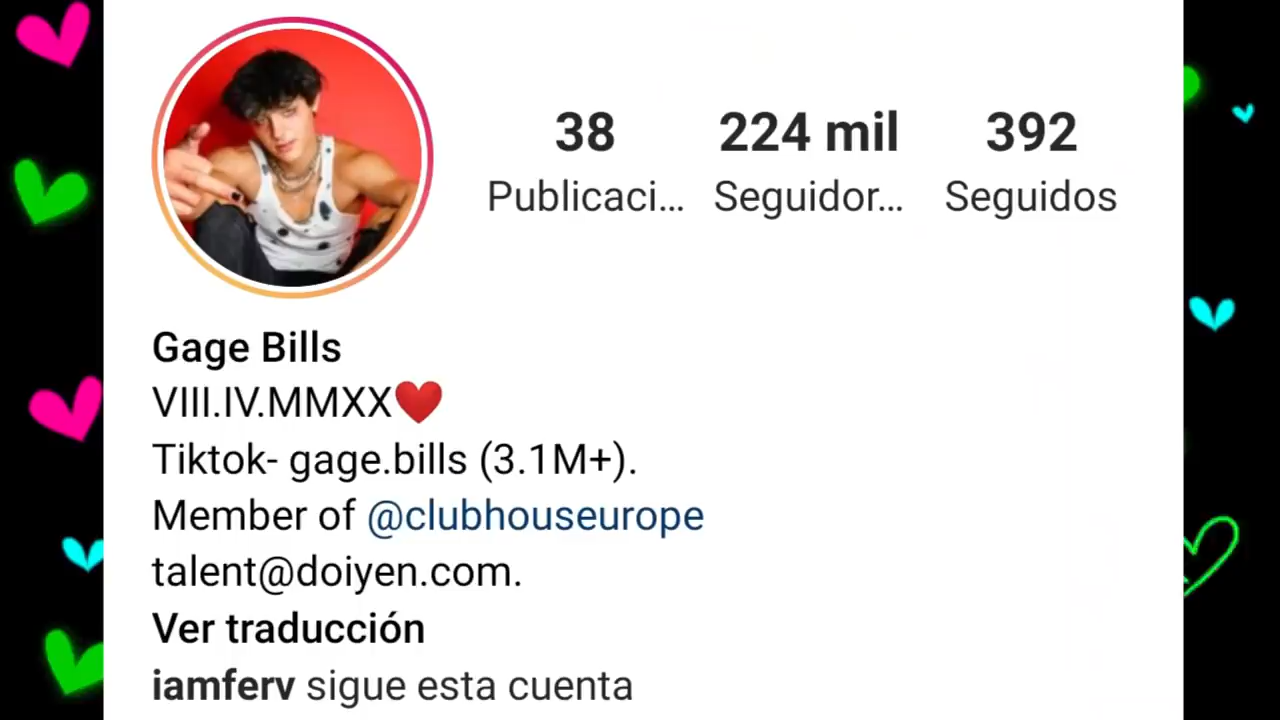 38 224 mil 392
Publicaci... Seguidor... Seguidos
Gage Bills
VIII.IV.MMXX❤️
Tiktok- gage.bills (3.1M+).
Member of @clubhouseurope
talent@doiyen.com.
Ver traducción
iamferv sigue esta cuenta